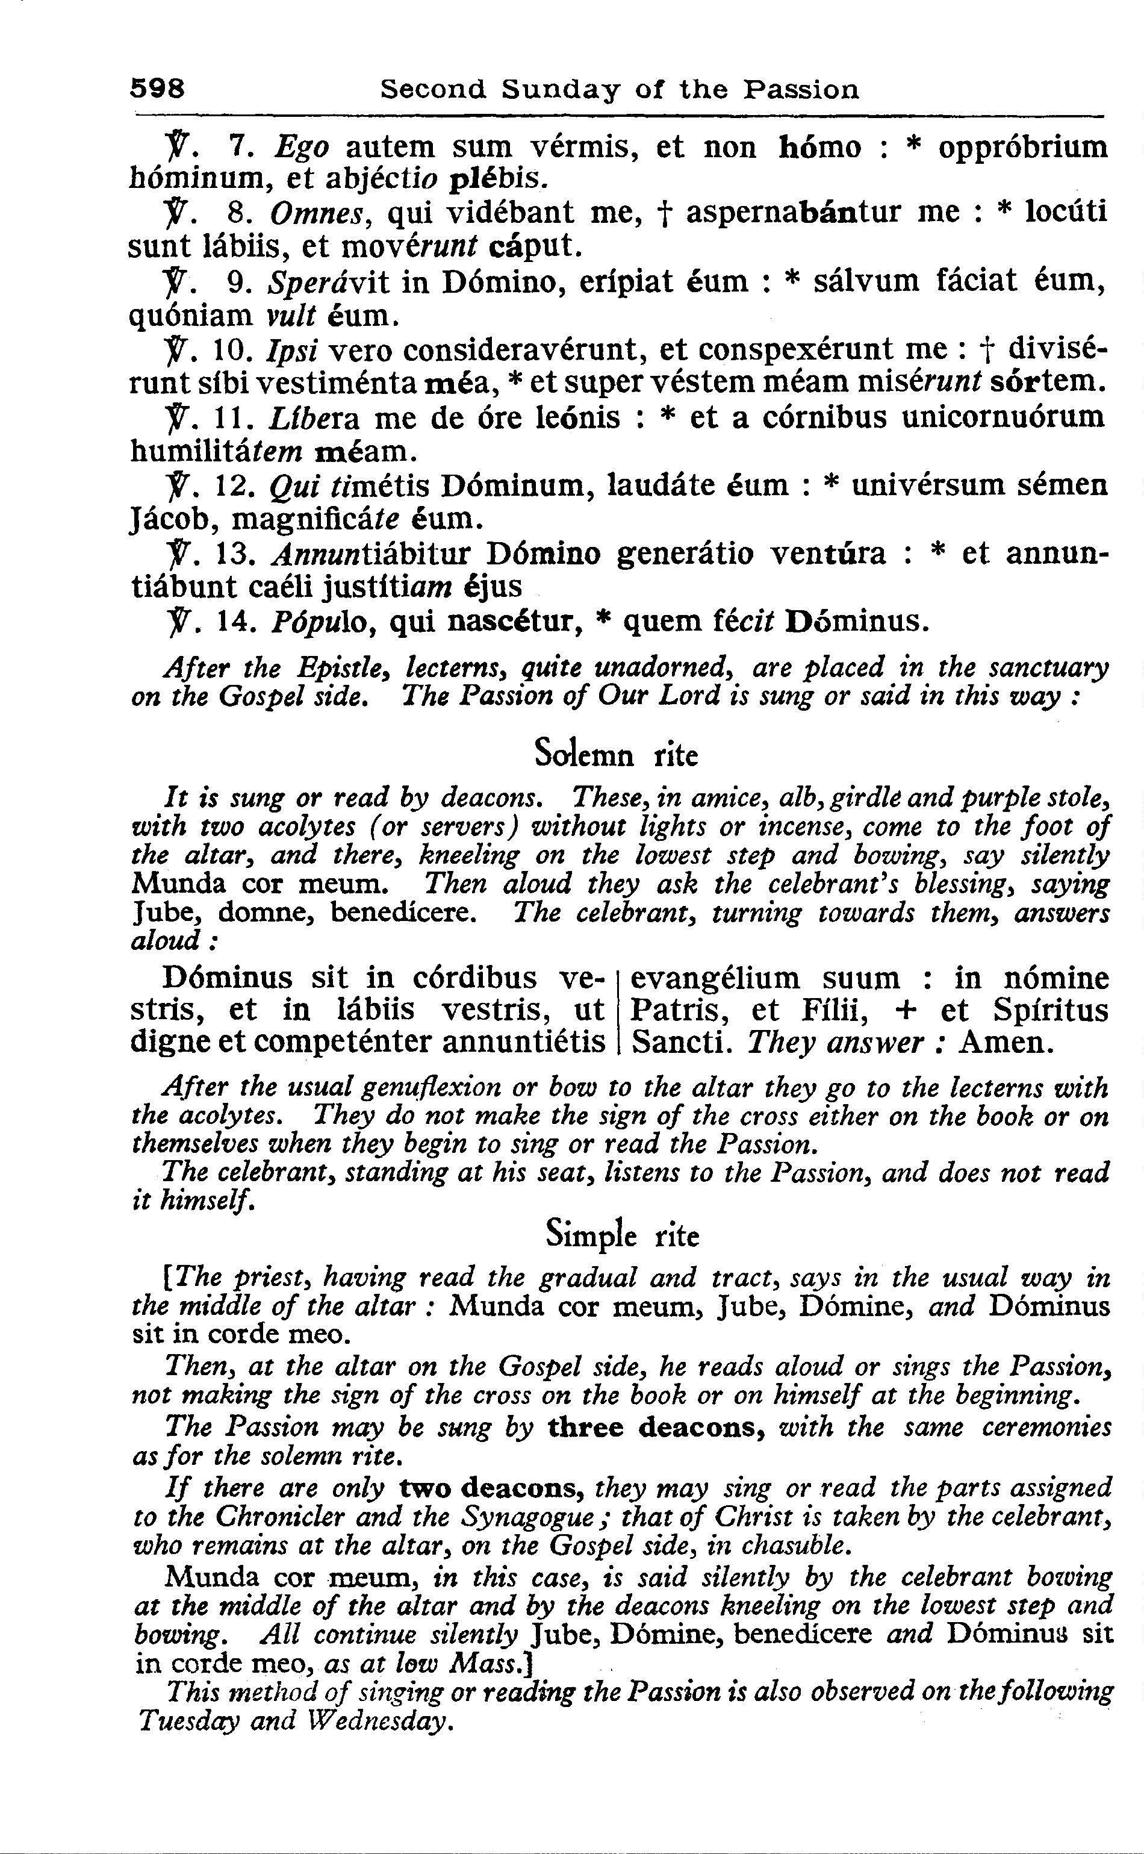 598 Second Sunday of the Passion
℣. 7. Ego autem sum vérmis, et non hómo : * oppróbrium
hóminum, et abjéctio plébis.
℣. 8. Omnes, qui vidébant me, † aspernabántur me : * locúti
sunt lábiis, et movérunt cáput.
℣. 9. Sperávit in Dómino, erípiat éum : * sálvum fáciat éum,
quóniam vult éum.
℣. 10. Ipsi vero consideravérunt, et conspexérunt me : † divisé-
runt síbi vestiménta méa, * et super véstem méam misérunt sórtem.
℣. 11. Líbera me de óre leónis : * et a córnibus unicornuórum
humilitátem méam.
℣. 12. Qui timétis Dóminum, laudáte éum : * univérsum sémen
Jácob, magnificáte éum.
℣. 13. Annuntiábitur Dómino generátio ventúra : * et annun-
tiábunt caéli justítiam éjus
℣. 14. Pópulo, qui nascétur, * quem fécit Dóminus.
After the Epistle, lecterns, quite unadorned, are placed in the sanctuary
on the Gospel side. The Passion of Our Lord is sung or said in this way :
Solemn rite
It is sung or read by deacons. These, in amice, alb, girdle and purple stole,
with two acolytes (or servers) without lights or incense, come to the foot of
the altar, and there, kneeling on the lowest step and bowing, say silently
Munda cor meum. Then aloud they ask the celebrant's blessing, saying
Jube, domne, benedícere. The celebrant, turning towards them, answers
aloud :
Dóminus sit in córdibus ve-
stris, et in lábiis vestris, ut
digne et competénter annuntiétis
evangélium suum : in nómine
Patris, et Fílii, + et Spíritus
Sancti. They answer : Amen.
After the usual genuflexion or bow to the altar they go to the lecterns with
the acolytes. They do not make the sign of the cross either on the book or on
themselves when they begin to sing or read the Passion.
The celebrant, standing at his seat, listens to the Passion, and does not read
it himself.
Simple rite
[The priest, having read the gradual and tract, says in the usual way in
the middle of the altar : Munda cor meum, Jube, Dómine, and Dóminus
sit in corde meo.
Then, at the altar on the Gospel side, he reads aloud or sings the Passion,
not making the sign of the cross on the book or on himself at the beginning.
The Passion may be sung by three deacons, with the same ceremonies
as for the solemn rite.
If there are only two deacons, they may sing or read the parts assigned
to the Chronicler and the Synagogue ; that of Christ is taken by the celebrant,
who remains at the altar, on the Gospel side, in chasuble.
Munda cor meum, in this case, is said silently by the celebrant bowing
at the middle of the altar and by the deacons kneeling on the lowest step and
bowing. All continue silently Jube, Dómine, benedícere and Dóminus sit
in corde meo, as at low Mass.]
This method of singing or reading the Passion is also observed on the following
Tuesday and Wednesday.